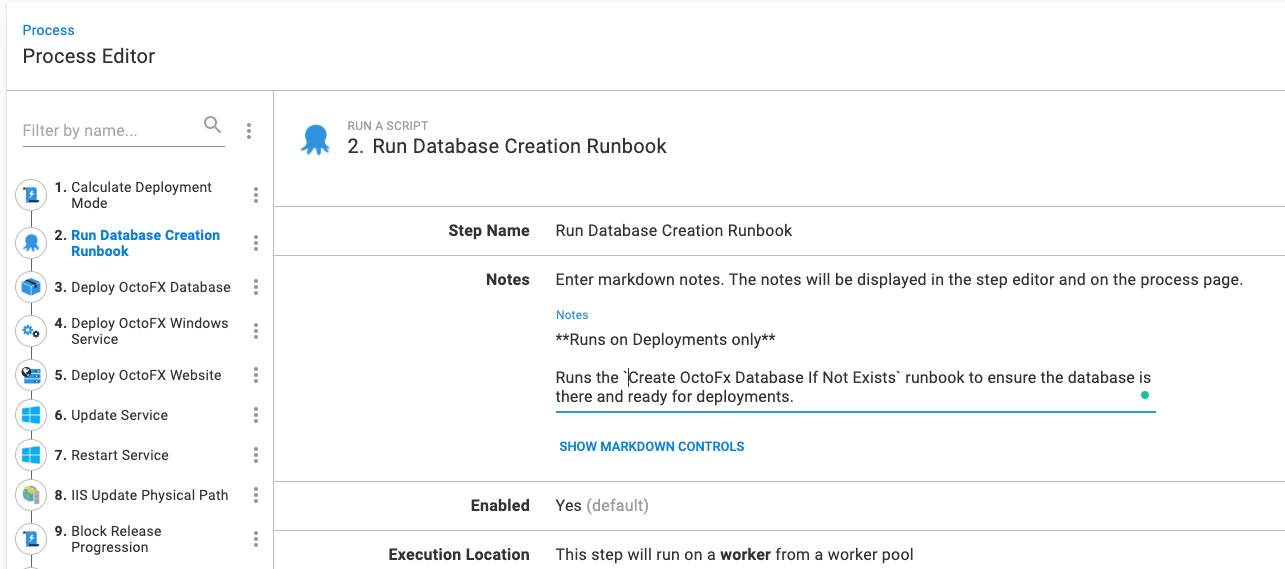 Process
Process Editor
Filter by name...
1. Calculate Deployment
Mode
2. Run Database Creation
Runbook
3. Deploy OctoFX Database
4. Deploy OctoFX Windows
Service
5. Deploy OctoFX Website
6. Update Service
7. Restart Service
8. IIS Update Physical Path
9. Block Release
Progression
RUN A SCRIPT
2. Run Database Creation Runbook
Step Name Run Database Creation Runbook
Notes Enter markdown notes. The notes will be displayed in the step editor and on the process page.
Notes
**Runs on Deployments only**
Runs the `Create OctoFx Database If Not Exists` runbook to ensure the database is
there and ready for deployments.
SHOW MARKDOWN CONTROLS
Enabled Yes (default)
Execution Location This step will run on a worker from a worker pool